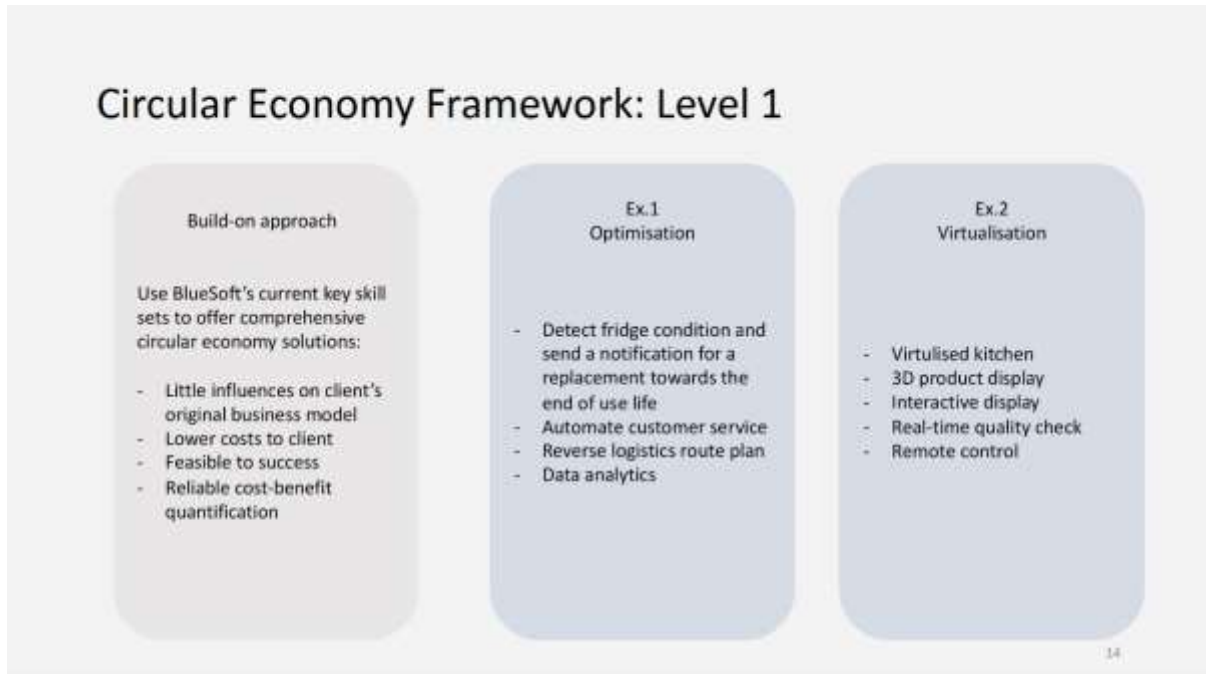 Circular Economy Framework: Level 1
Build-on approach
Use BlueSoft's current key skill
sets to offer comprehensive
circular economy solutions:
- Little influences on client's
original business model
- Lower costs to client
- Feasible to success
- Reliable cost-benefit
quantification
Ex.1
Optimisation
- Detect fridge condition and
send a notification for a
replacement towards the
end of use life
- Automate customer service
- Reverse logistics route plan
- Data analytics
Ex.2
Virtualisation
- Virtulised kitchen
- 3D product display
- Interactive display
- Real-time quality check
- Remote control
14